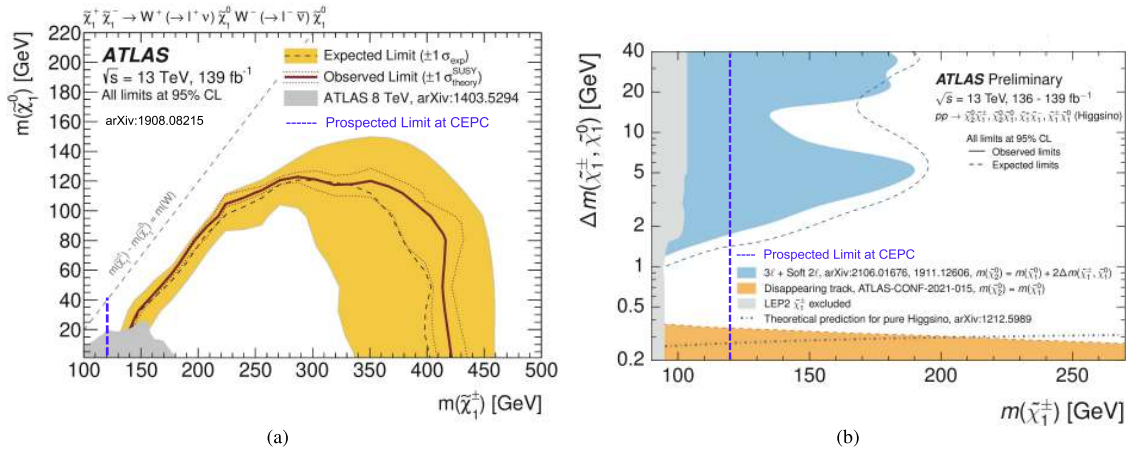 χ̃₁⁺ χ̃₁⁻ → W⁺ (→ l⁺ ν) χ̃₁⁰ W⁻ (→ l⁻ ν̄) χ̃₁⁰
m(χ̃₁⁰) [GeV]
220
200
180
160
140
120
100
80
60
40
20
ATLAS
√s = 13 TeV, 139 fb⁻¹
All limits at 95% CL
arXiv:1908.08215
Expected Limit (±1 σexp)
Observed Limit (±1 σ^SUSY_theory)
ATLAS 8 TeV, arXiv:1403.5294
Prospected Limit at CEPC
m(χ̃₁±) - m(χ̃₁⁰) = m(W)
100 150 200 250 300 350 400 450 500
m(χ̃₁±) [GeV]
(a)
Δm(χ̃₁±, χ̃₁⁰) [GeV]
40
20
10
5
2
1
0.5
0.2
ATLAS Preliminary
√s = 13 TeV, 136 - 139 fb⁻¹
pp → χ̃₂⁰χ̃₁±, χ̃₂⁰χ̃₁⁰, χ̃₁⁺χ̃₁⁻, χ̃₁±χ̃₁⁰ (Higgsino)
All limits at 95% CL
Observed limits
Expected limits
Prospected Limit at CEPC
3ℓ + Soft 2ℓ, arXiv:2106.01676, 1911.12606, m(χ̃₂⁰) = m(χ̃₁⁰) + 2Δm(χ̃₁±, χ̃₁⁰)
Disappearing track, ATLAS-CONF-2021-015, m(χ̃₂⁰) = m(χ̃₁⁰)
LEP2 χ̃₁± excluded
Theoretical prediction for pure Higgsino, arXiv:1212.5989
100 150 200 250
m(χ̃₁±) [GeV]
(b)